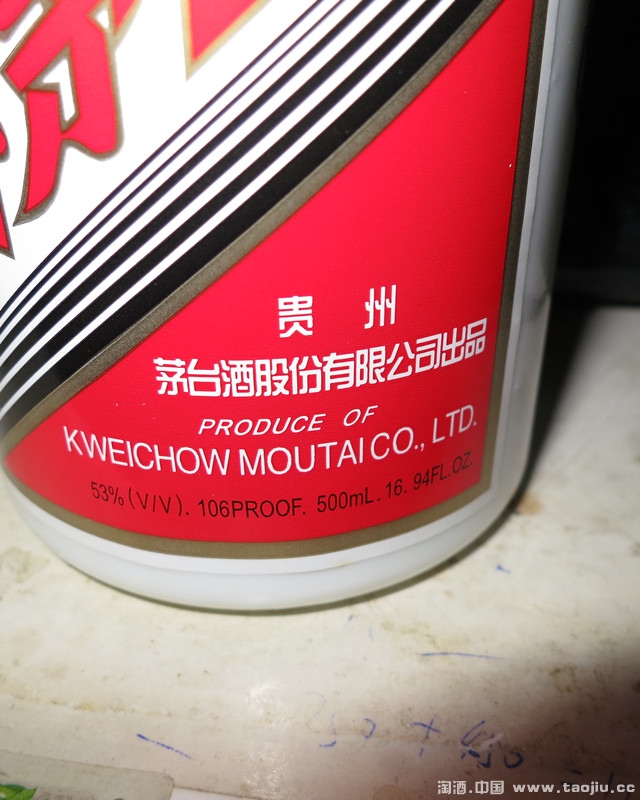 贵州
茅台酒股份有限公司出品
PRODUCE OF
KWEICHOW MOUTAI CO., LTD.
53% (V/V). 106PROOF. 500mL. 16. 94FL.OZ.
淘酒.中国 www.taojiu.cc